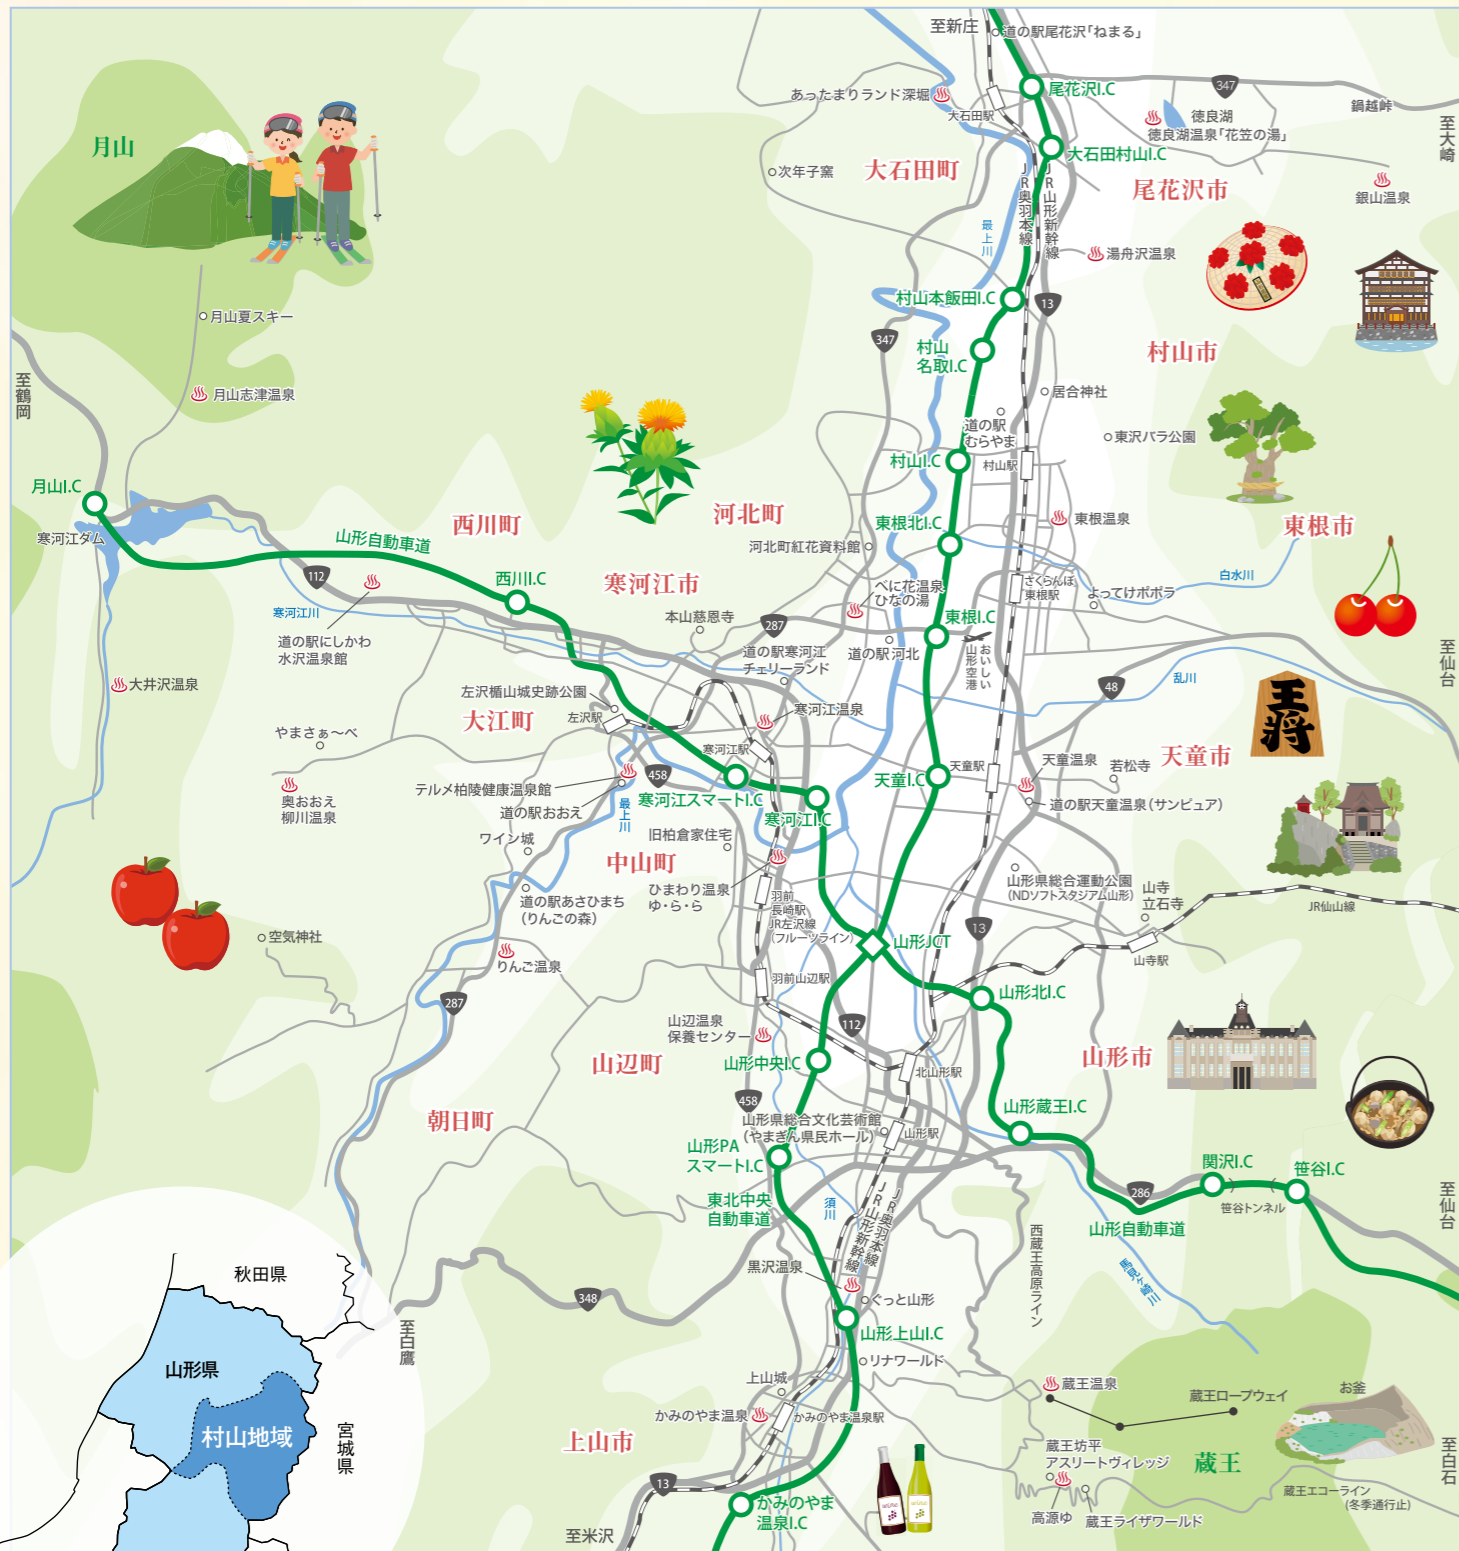 至新庄
道の駅尾花沢「ねまる」
尾花沢I.C
347
鍋越峠
至大崎
あったまりランド深堀
大石田駅
徳良湖
徳良湖温泉「花笠の湯」
大石田村山I.C
次年子窯
大石田町
尾花沢市
銀山温泉
JR奥羽本線
JR山形新幹線
最上川
湯舟沢温泉
月山
村山本飯田I.C
13
月山夏スキー
347
村山
名取I.C
村山市
至鶴岡
月山志津温泉
居合神社
道の駅
むらやま
東沢バラ公園
村山I.C
村山駅
月山I.C
寒河江ダム
山形自動車道
西川町
河北町
東根北I.C
東根温泉
東根市
河北町紅花資料館
112
西川I.C
寒河江市
べに花温泉
ひなの湯
さくらんぼ
東根駅
よってけポポラ
白水川
寒河江川
本山慈恩寺
287
東根I.C
道の駅にしかわ
水沢温泉館
道の駅寒河江
チェリーランド
道の駅河北
おいしい
山形空港
至仙台
大井沢温泉
左沢楯山城史跡公園
48
乱川
大江町
左沢駅
寒河江温泉
王将
やまさぁ～べ
寒河江駅
天童市
テルメ柏陵健康温泉館
458
寒河江スマートI.C
天童I.C
天童駅
天童温泉
若松寺
奥おおえ
柳川温泉
道の駅おおえ
最上川
寒河江I.C
道の駅天童温泉(サンピュア)
ワイン城
旧柏倉家住宅
中山町
ひまわり温泉
ゆ・ら・ら
道の駅あさひまち
(りんごの森)
羽前
長崎駅
JR左沢線
(フルーツライン)
山形県総合運動公園
(NDソフトスタジアム山形)
山寺
立石寺
JR仙山線
空気神社
りんご温泉
山形JCT
13
山寺駅
羽前山辺駅
山形北I.C
287
山辺温泉
保養センター
112
山辺町
山形中央I.C
北山形駅
山形市
朝日町
458
山形県総合文化芸術館
(やまぎん県民ホール)
山形駅
山形蔵王I.C
山形PA
スマートI.C
関沢I.C
笹谷I.C
286
笹谷トンネル
至仙台
東北中央
自動車道
須川
JR山形新幹線
JR奥羽本線
山形自動車道
西蔵王高原ライン
馬見ヶ崎川
黒沢温泉
348
ぐっと山形
至白鷹
山形上山I.C
リナワールド
秋田県
山形県
村山地域
宮城県
上山城
かみのやま温泉
かみのやま温泉駅
蔵王温泉
蔵王ロープウェイ
お釜
上山市
蔵王坊平
アスリートヴィレッジ
蔵王
至白石
高源ゆ
蔵王ライザワールド
蔵王エコーライン
(冬季通行止)
13
かみのやま
温泉I.C
wine
wine
至米沢